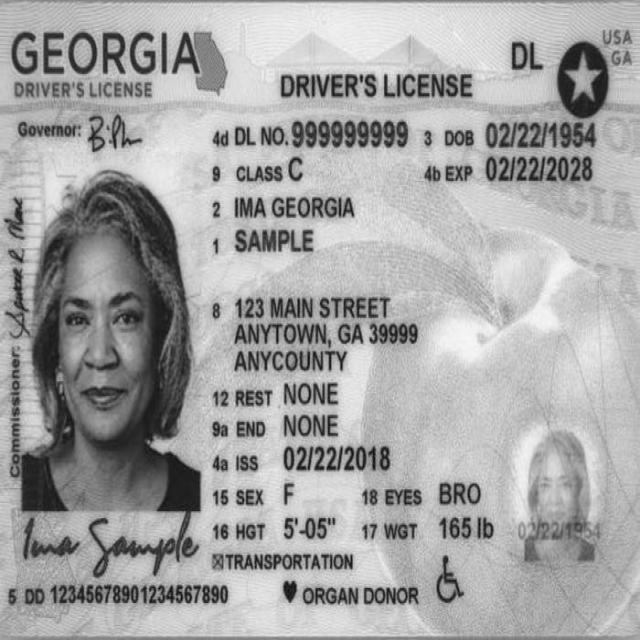 GEORGIA
DRIVER'S LICENSE
DRIVER'S LICENSE
DL
USA
GA
Governor:
4d DL NO. 999999999 3 DOB 02/22/1954
9 CLASS C 4b EXP 02/22/2028
2 IMA GEORGIA
1 SAMPLE
8 123 MAIN STREET
ANYTOWN, GA 39999
ANYCOUNTY
12 REST NONE
9a END NONE
4a ISS 02/22/2018
15 SEX F 18 EYES BRO
16 HGT 5'-05" 17 WGT 165 lb
TRANSPORTATION
ORGAN DONOR
Commissioner:
Ima Sample
5 DD 12345678901234567890
02/22/1954